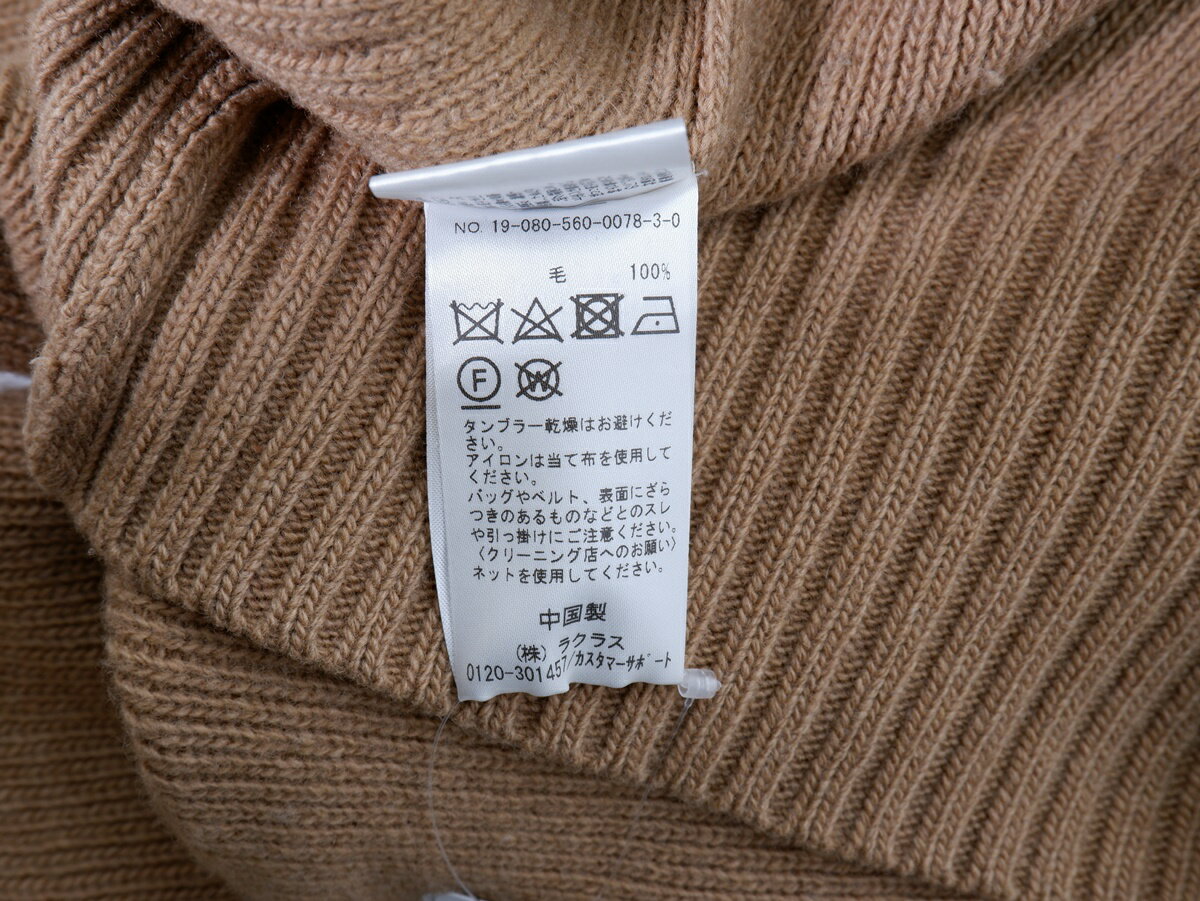 NO. 19-080-560-0078-3-0
毛 100%
F
W
タンブラー乾燥はお避けくだ
さい。
アイロンは当て布を使用して
ください。
バッグやベルト、表面にざら
つきのあるものなどとのスレ
や引っ掛けにご注意ください。
〈クリーニング店へのお願い〉
ネットを使用してください。
中国製
(株) ラクラス
0120-301457/カスタマーサポート